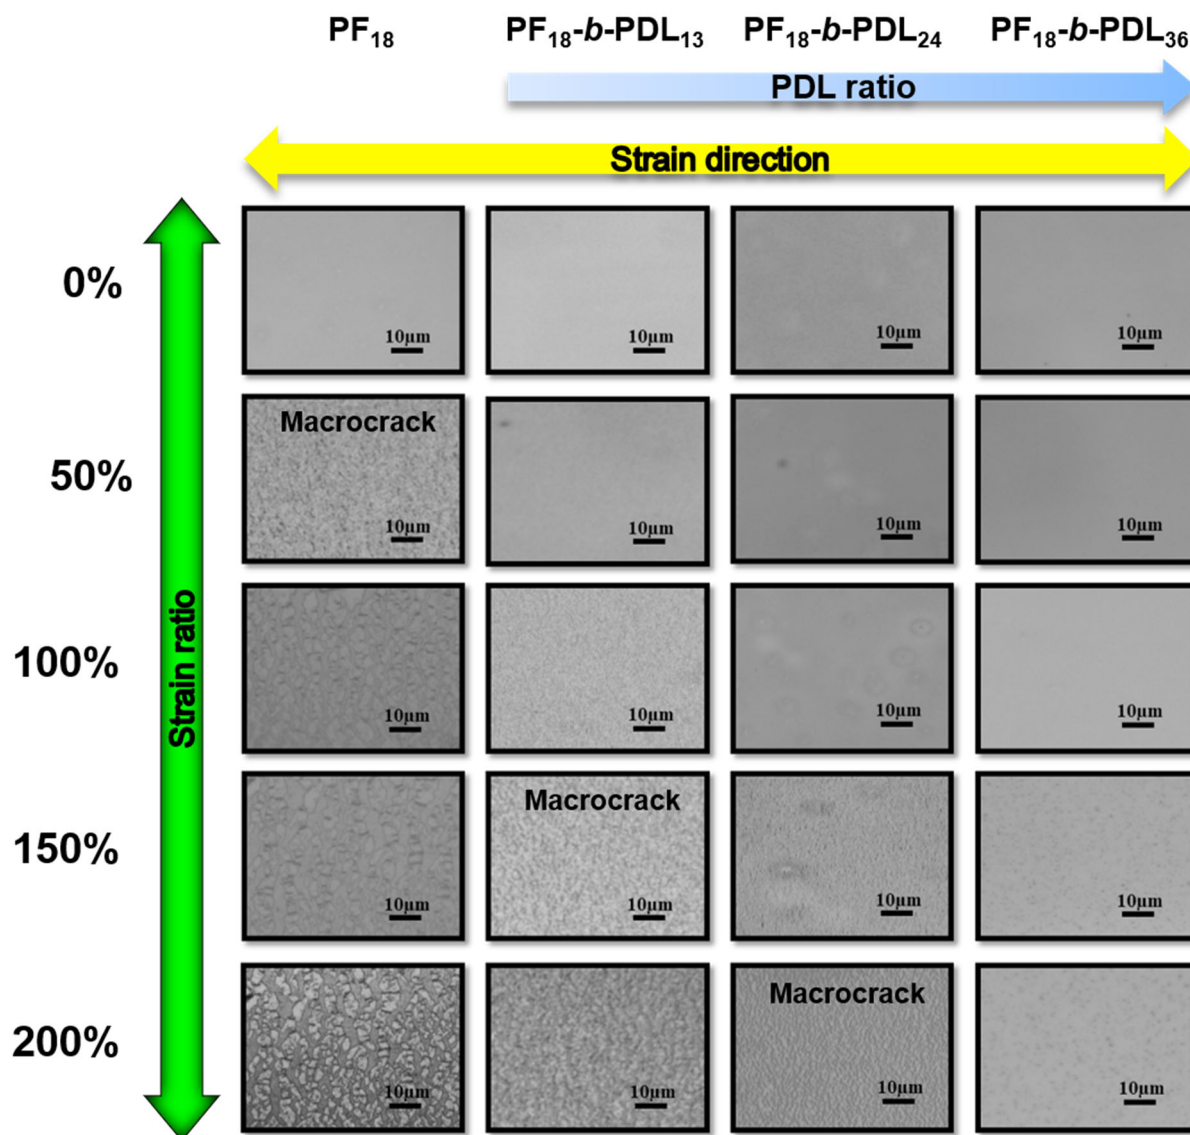 PF₁₈ PF₁₈-b-PDL₁₃ PF₁₈-b-PDL₂₄ PF₁₈-b-PDL₃₆
PDL ratio
Strain direction
Strain ratio
0%
10μm 10μm 10μm 10μm
50%
Macrocrack
10μm 10μm 10μm 10μm
100%
10μm 10μm 10μm 10μm
150%
Macrocrack
10μm 10μm 10μm 10μm
200%
Macrocrack
10μm 10μm 10μm 10μm